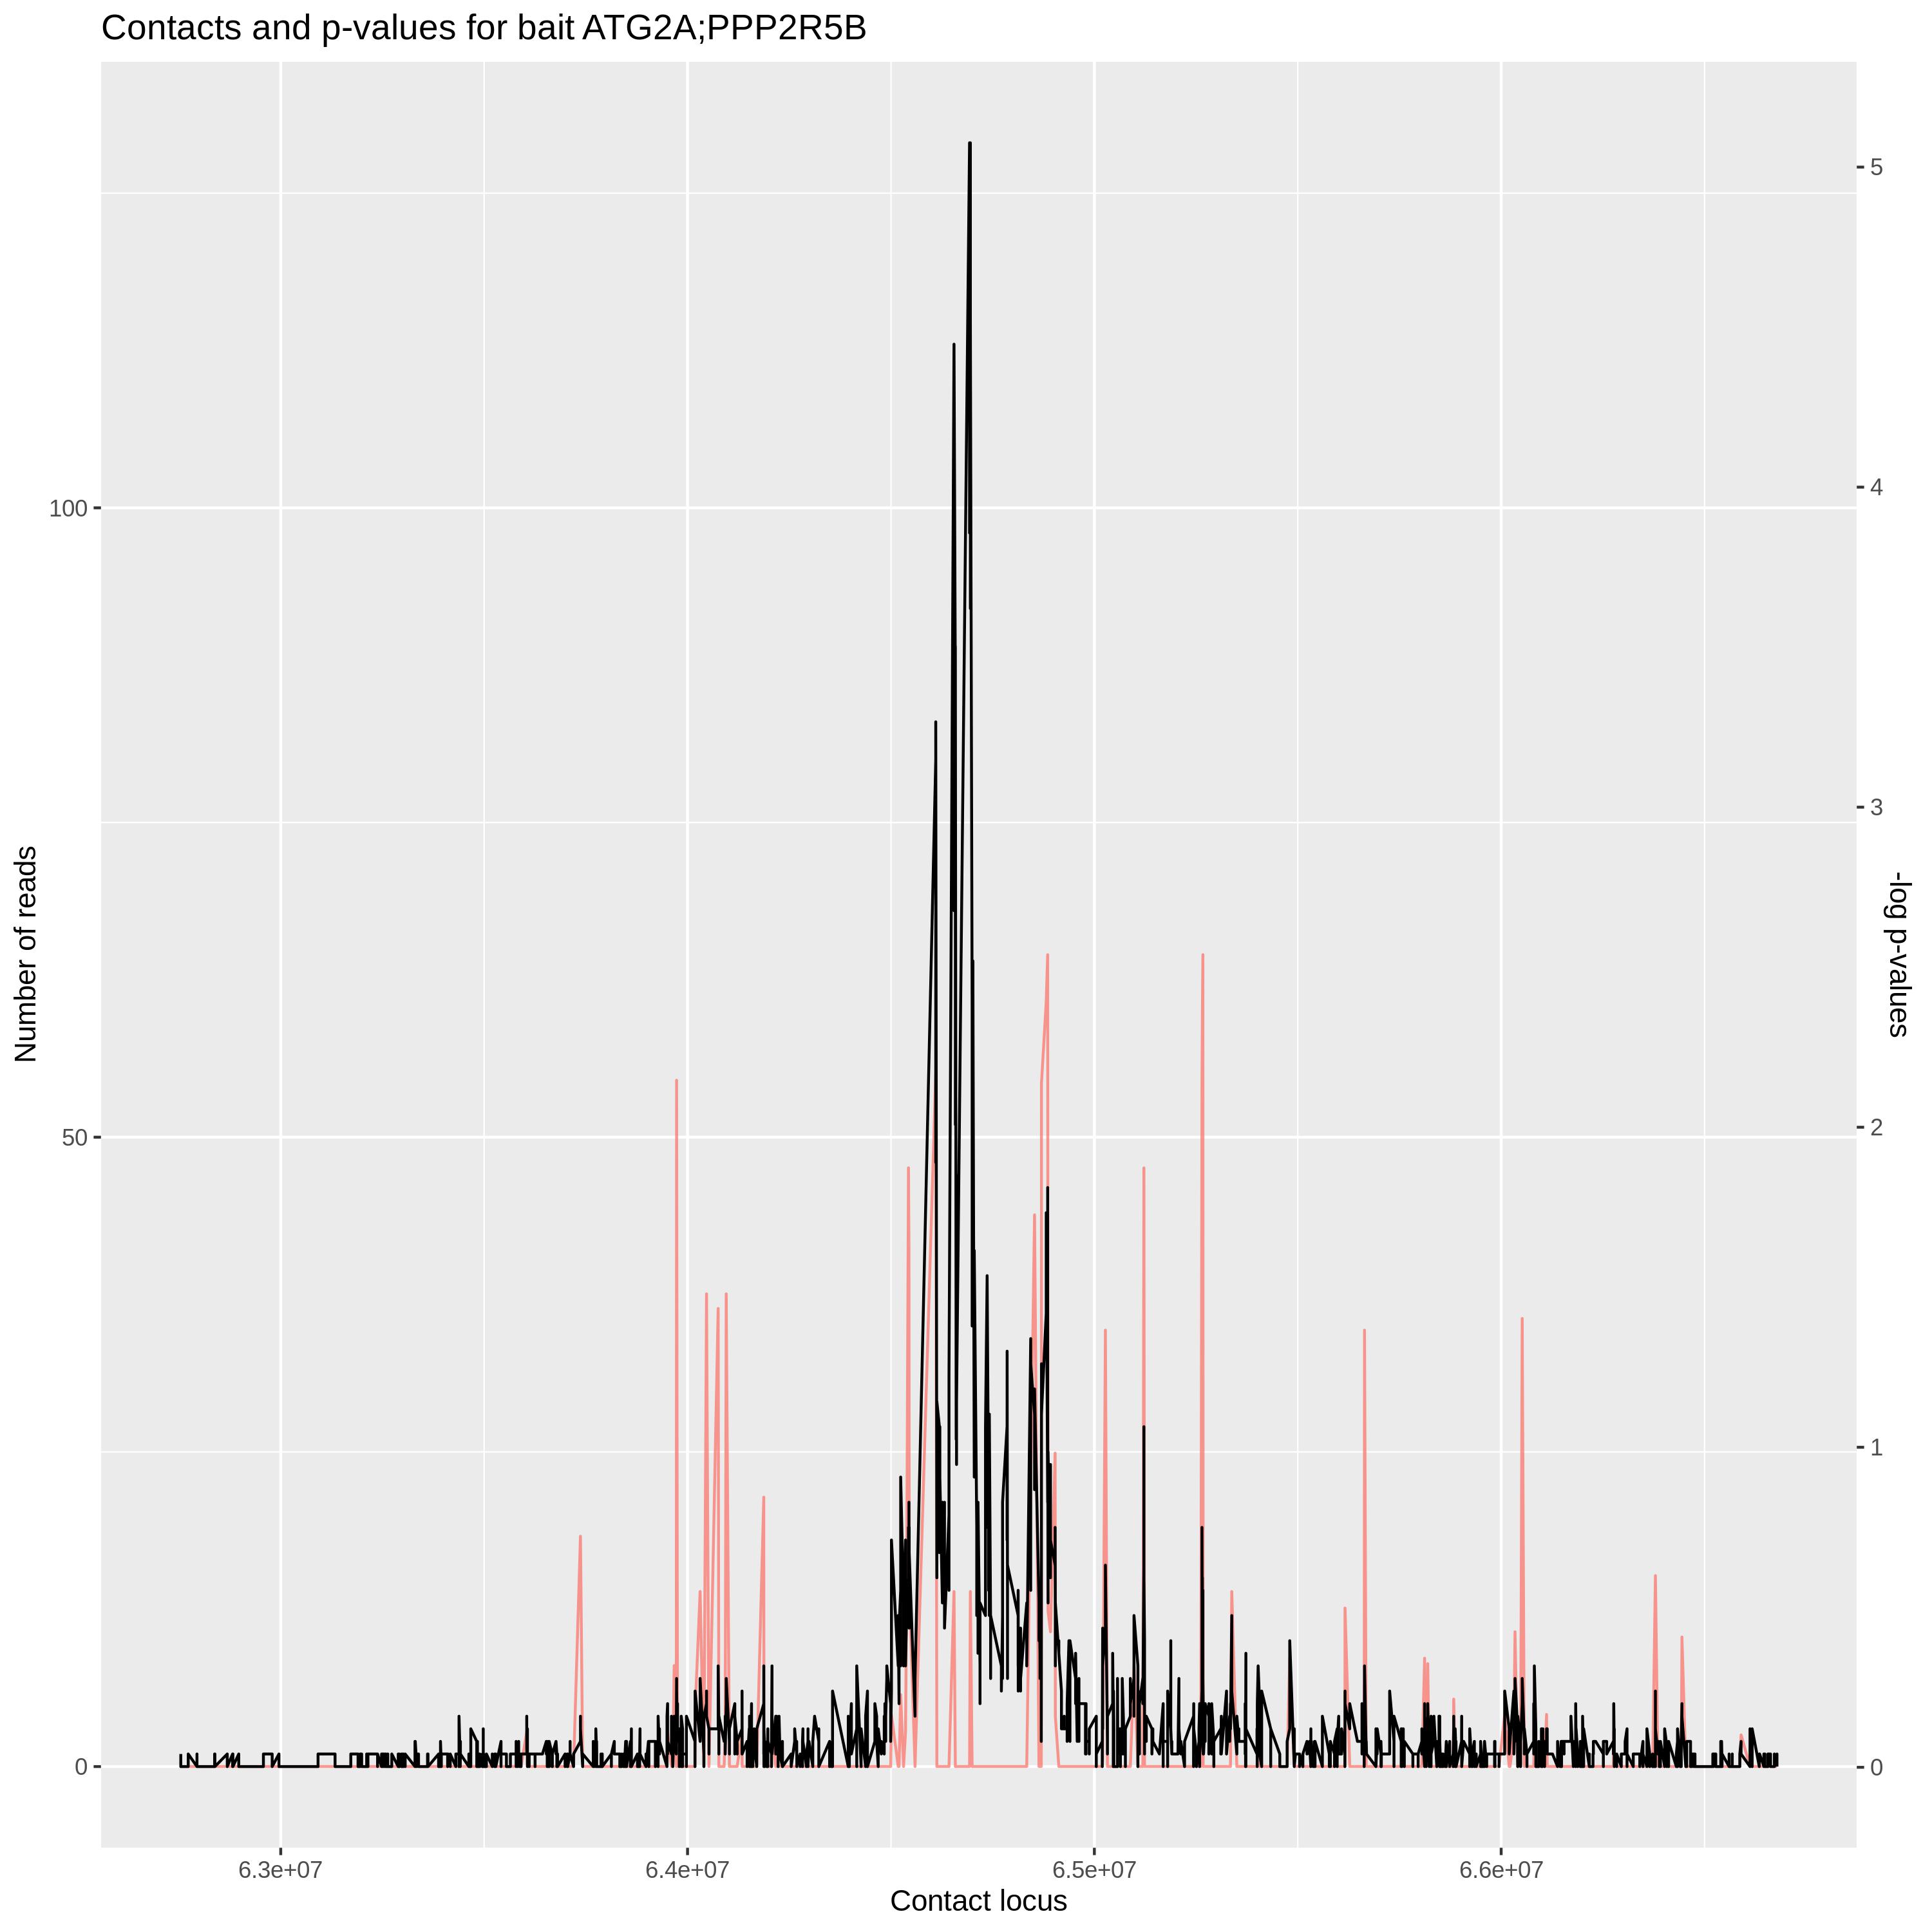 Contacts and p-values for bait ATG2A;PPP2R5B
Number of reads
100
50
0
5
4
3
2
1
0
-log p-values
6.3e+07
6.4e+07
6.5e+07
6.6e+07
Contact locus